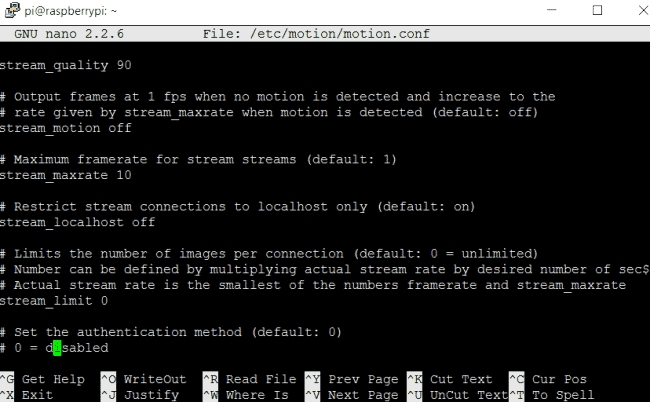 pi@raspberrypi: ~
GNU nano 2.2.6 File: /etc/motion/motion.conf
stream_quality 90
# Output frames at 1 fps when no motion is detected and increase to the
# rate given by stream_maxrate when motion is detected (default: off)
stream_motion off
# Maximum framerate for stream streams (default: 1)
stream_maxrate 10
# Restrict stream connections to localhost only (default: on)
stream_localhost off
# Limits the number of images per connection (default: 0 = unlimited)
# Number can be defined by multiplying actual stream rate by desired number of sec$
# Actual stream rate is the smallest of the numbers framerate and stream_maxrate
stream_limit 0
# Set the authentication method (default: 0)
# 0 = disabled
^G Get Help ^O WriteOut ^R Read File ^Y Prev Page ^K Cut Text ^C Cur Pos
^X Exit ^J Justify ^W Where Is ^V Next Page ^U UnCut Text ^T To Spell